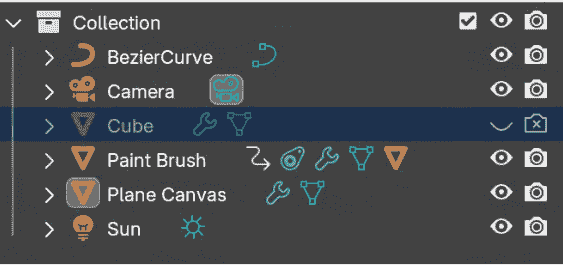 Collection
BezierCurve
Camera
Cube
Paint Brush
Plane Canvas
Sun